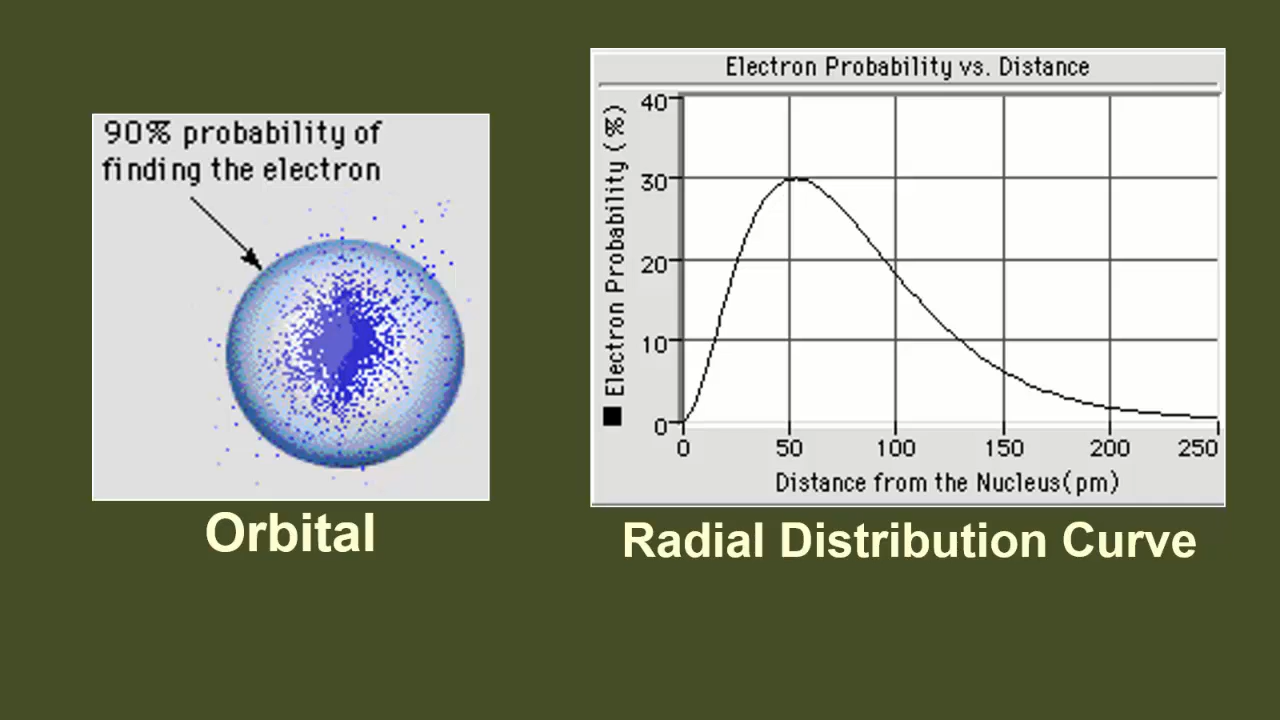 90% probability of
finding the electron
Orbital
Electron Probability vs. Distance
Electron Probability (%)
40
30
20
10
0
0 50 100 150 200 250
Distance from the Nucleus(pm)
Radial Distribution Curve